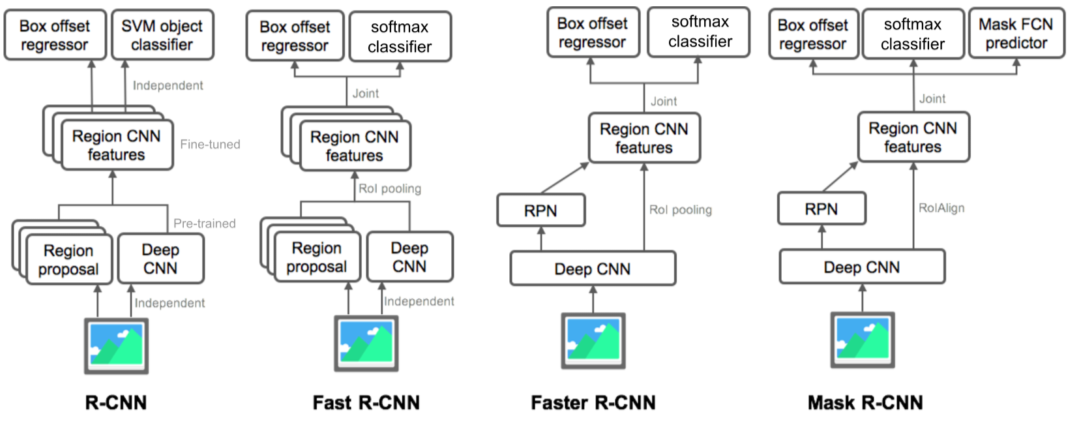 Box offset
regressor
SVM object
classifier
Independent
Region CNN
features
Fine-tuned
Pre-trained
Region
proposal
Deep
CNN
Independent
R-CNN
Box offset
regressor
softmax
classifier
Joint
Region CNN
features
RoI pooling
Region
proposal
Deep
CNN
Independent
Fast R-CNN
Box offset
regressor
softmax
classifier
Joint
Region CNN
features
RPN
RoI pooling
Deep CNN
Faster R-CNN
Box offset
regressor
softmax
classifier
Mask FCN
predictor
Joint
Region CNN
features
RPN
RoIAlign
Deep CNN
Mask R-CNN